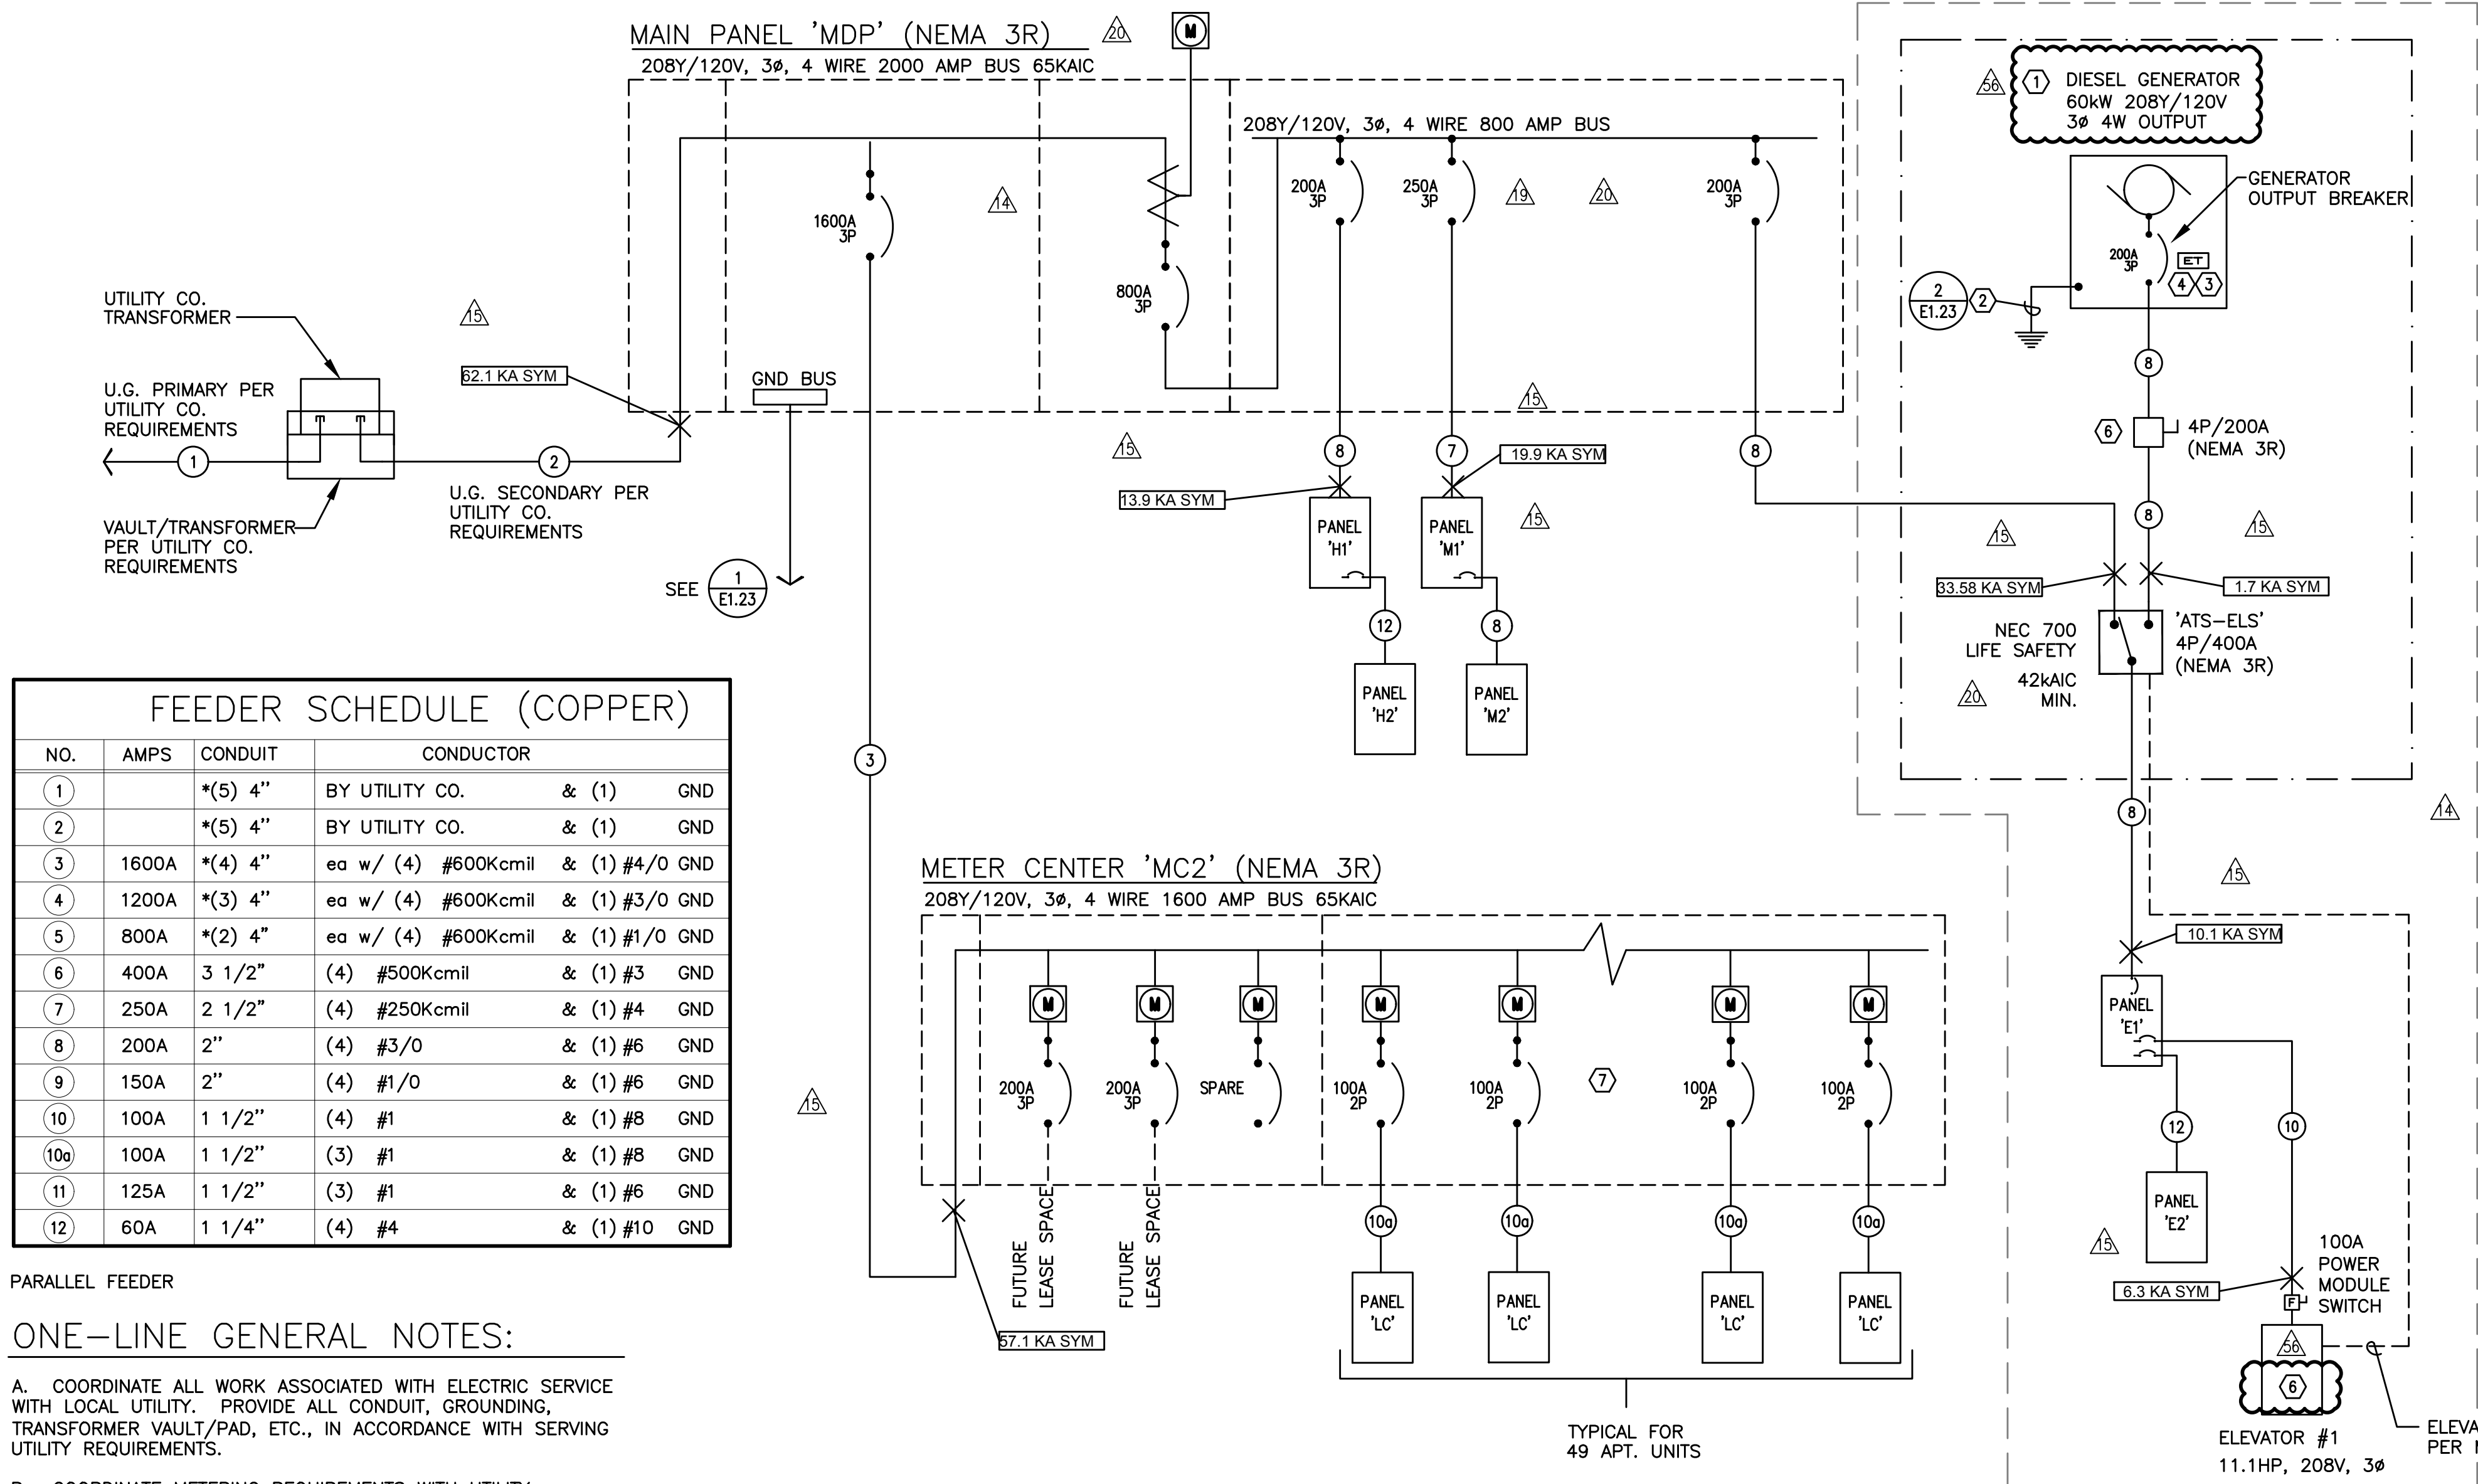 MAIN PANEL 'MDP' (NEMA 3R)
20
M
208Y/120V, 3ø, 4 WIRE 2000 AMP BUS 65KAIC
208Y/120V, 3ø, 4 WIRE 800 AMP BUS
1600A
3P
14
800A
3P
200A
3P
250A
3P
19
20
200A
3P
GND BUS
15
UTILITY CO.
TRANSFORMER
15
62.1 KA SYM
U.G. PRIMARY PER
UTILITY CO.
REQUIREMENTS
1
2
U.G. SECONDARY PER
UTILITY CO.
REQUIREMENTS
VAULT/TRANSFORMER
PER UTILITY CO.
REQUIREMENTS
SEE
1
E1.23
15
8
7
8
13.9 KA SYM
19.9 KA SYM
15
PANEL
'H1'
PANEL
'M1'
12
8
PANEL
'H2'
PANEL
'M2'
56
1
DIESEL GENERATOR
60kW 208Y/120V
3ø 4W OUTPUT
GENERATOR
OUTPUT BREAKER
200A
3P
ET
4
3
2
E1.23
2
8
6
4P/200A
(NEMA 3R)
8
15
15
33.58 KA SYM
1.7 KA SYM
NEC 700
LIFE SAFETY
42kAIC
MIN.
20
'ATS-ELS'
4P/400A
(NEMA 3R)
8
14
15
10.1 KA SYM
PANEL
'E1'
12
10
PANEL
'E2'
15
6.3 KA SYM
100A
POWER
MODULE
SWITCH
F
56
6
ELEVATOR #1
11.1HP, 208V, 3ø
ELEVA
PER
FEEDER SCHEDULE (COPPER)
NO. AMPS CONDUIT CONDUCTOR
1 *(5) 4" BY UTILITY CO. & (1) GND
2 *(5) 4" BY UTILITY CO. & (1) GND
3 1600A *(4) 4" ea w/ (4) #600Kcmil & (1) #4/0 GND
4 1200A *(3) 4" ea w/ (4) #600Kcmil & (1) #3/0 GND
5 800A *(2) 4" ea w/ (4) #600Kcmil & (1) #1/0 GND
6 400A 3 1/2" (4) #500Kcmil & (1) #3 GND
7 250A 2 1/2" (4) #250Kcmil & (1) #4 GND
8 200A 2" (4) #3/0 & (1) #6 GND
9 150A 2" (4) #1/0 & (1) #6 GND
10 100A 1 1/2" (4) #1 & (1) #8 GND
10a 100A 1 1/2" (3) #1 & (1) #8 GND
11 125A 1 1/2" (3) #1 & (1) #6 GND
12 60A 1 1/4" (4) #4 & (1) #10 GND
PARALLEL FEEDER
3
15
METER CENTER 'MC2' (NEMA 3R)
208Y/120V, 3ø, 4 WIRE 1600 AMP BUS 65KAIC
M M M M M M M
200A
3P
200A
3P
SPARE
100A
2P
100A
2P
7
100A
2P
100A
2P
FUTURE
LEASE SPACE
FUTURE
LEASE SPACE
10a 10a 10a 10a
PANEL
'LC'
PANEL
'LC'
PANEL
'LC'
PANEL
'LC'
57.1 KA SYM
TYPICAL FOR
49 APT. UNITS
ONE-LINE GENERAL NOTES:
A. COORDINATE ALL WORK ASSOCIATED WITH ELECTRIC SERVICE
WITH LOCAL UTILITY. PROVIDE ALL CONDUIT, GROUNDING,
TRANSFORMER VAULT/PAD, ETC., IN ACCORDANCE WITH SERVING
UTILITY REQUIREMENTS.
B. COORDINATE METERING REQUIREMENTS WITH UTILITY